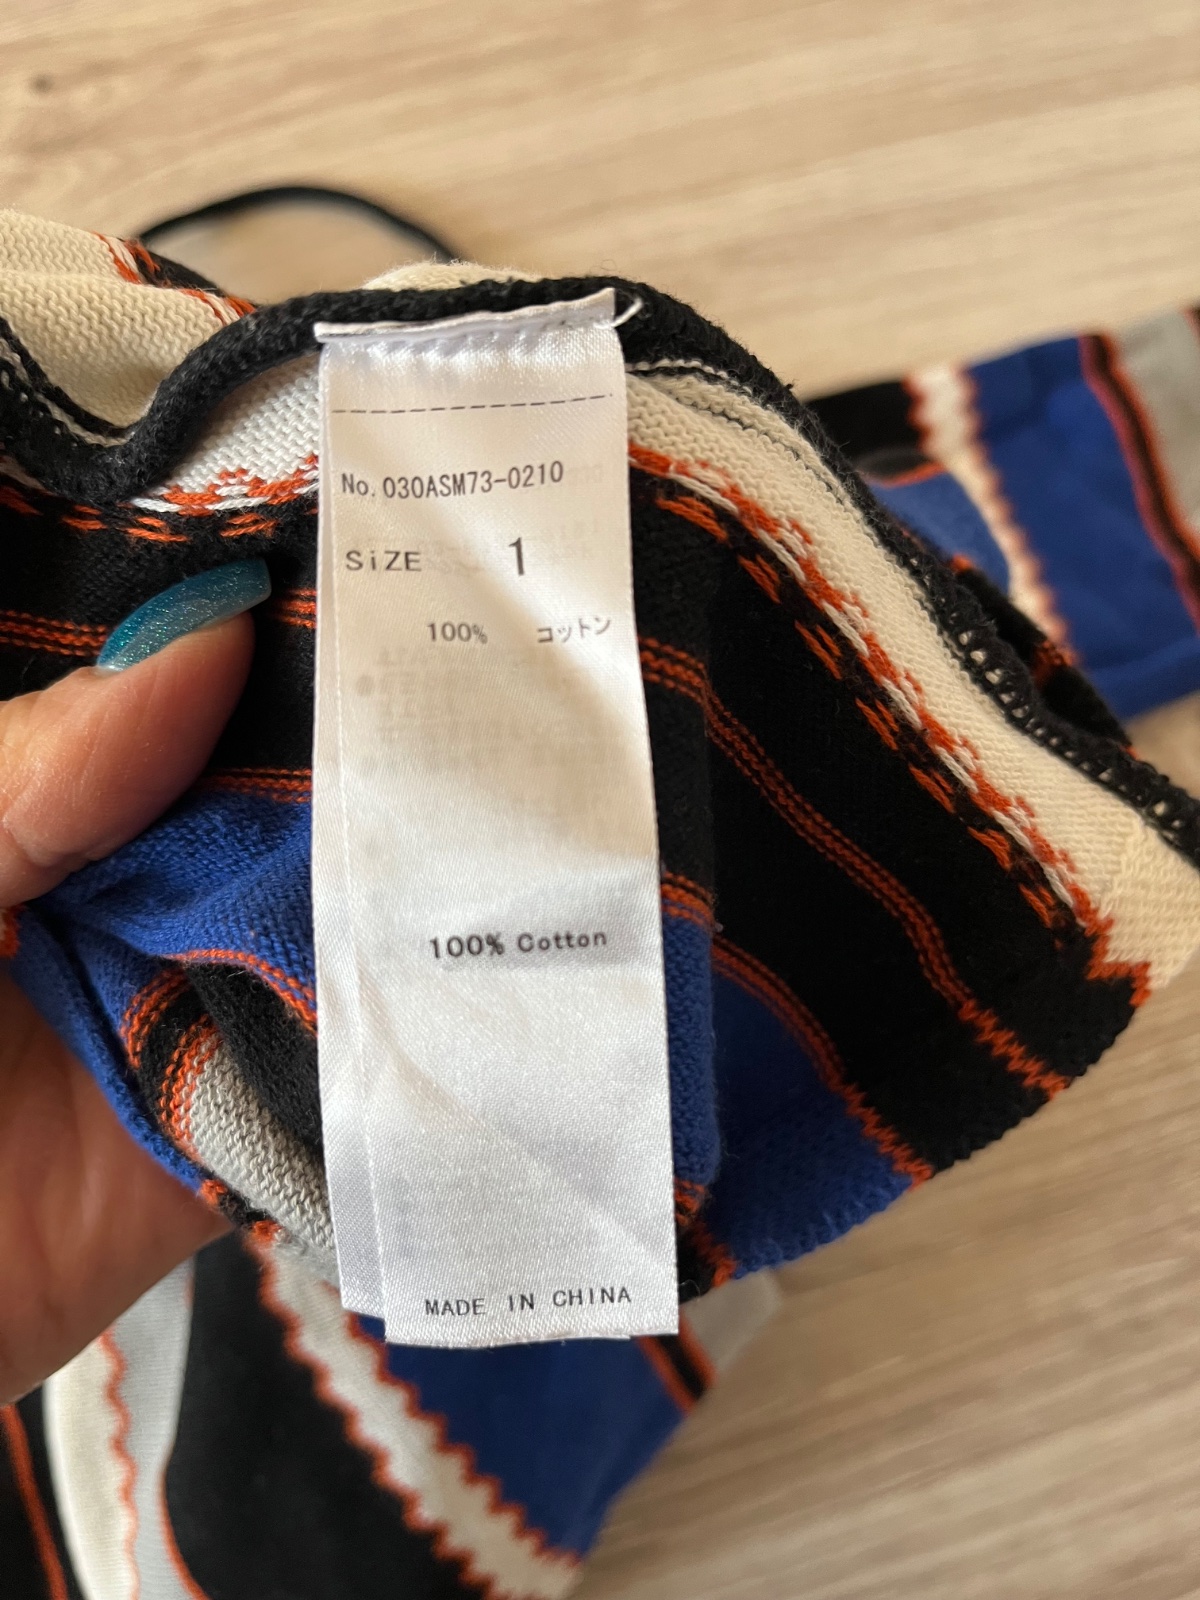 No. 030ASM73-0210
SiZE 1
100% コットン
100% Cotton
MADE IN CHINA